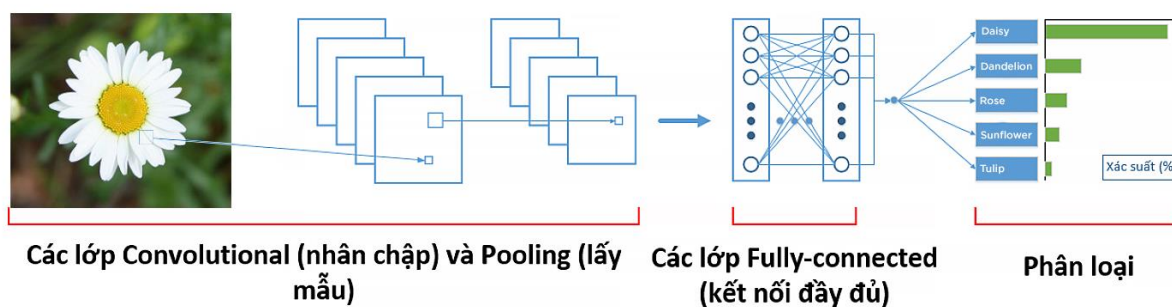 Daisy
Dandelion
Rose
Sunflower
Tulip
Xác suất (%
Các lớp Convolutional (nhân chập) và Pooling (lấy
mẫu)
Các lớp Fully-connected
(kết nối đầy đủ)
Phân loại